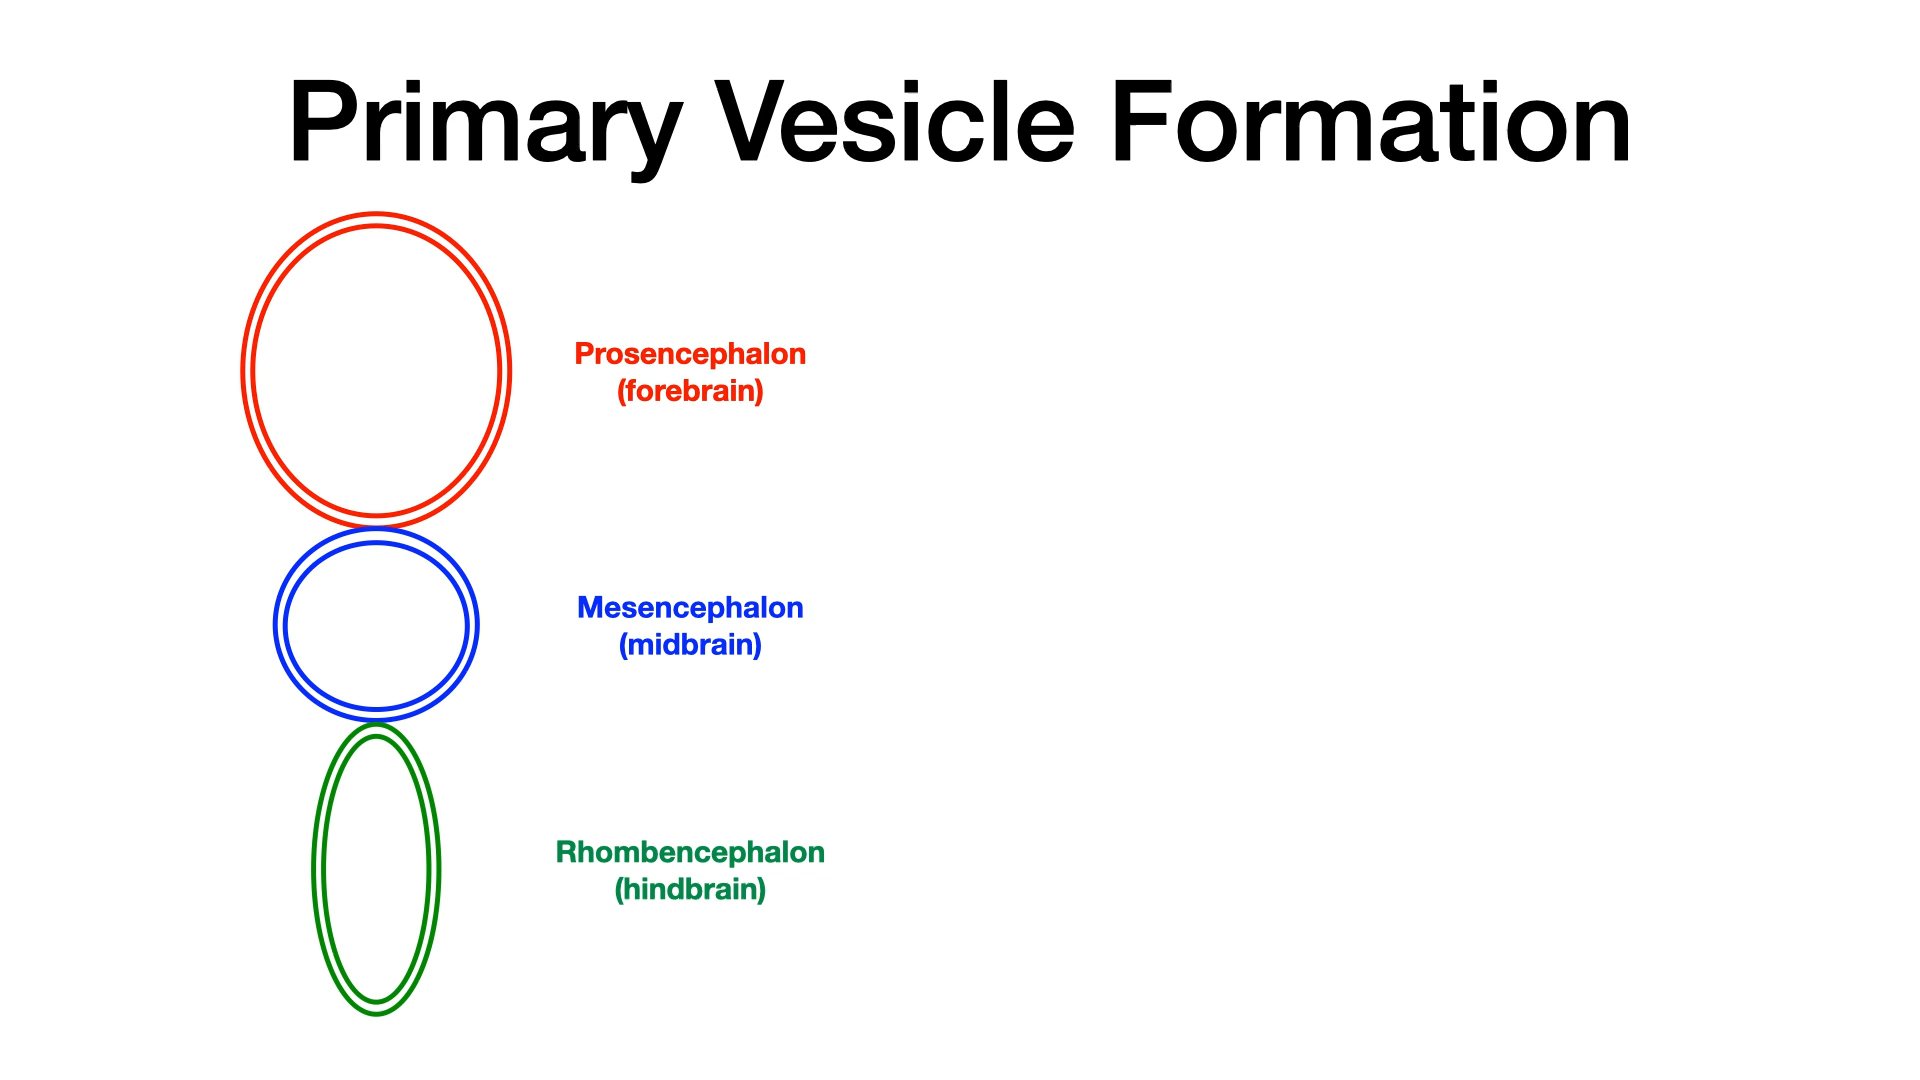 Primary Vesicle Formation
Prosencephalon
(forebrain)
Mesencephalon
(midbrain)
Rhombencephalon
(hindbrain)